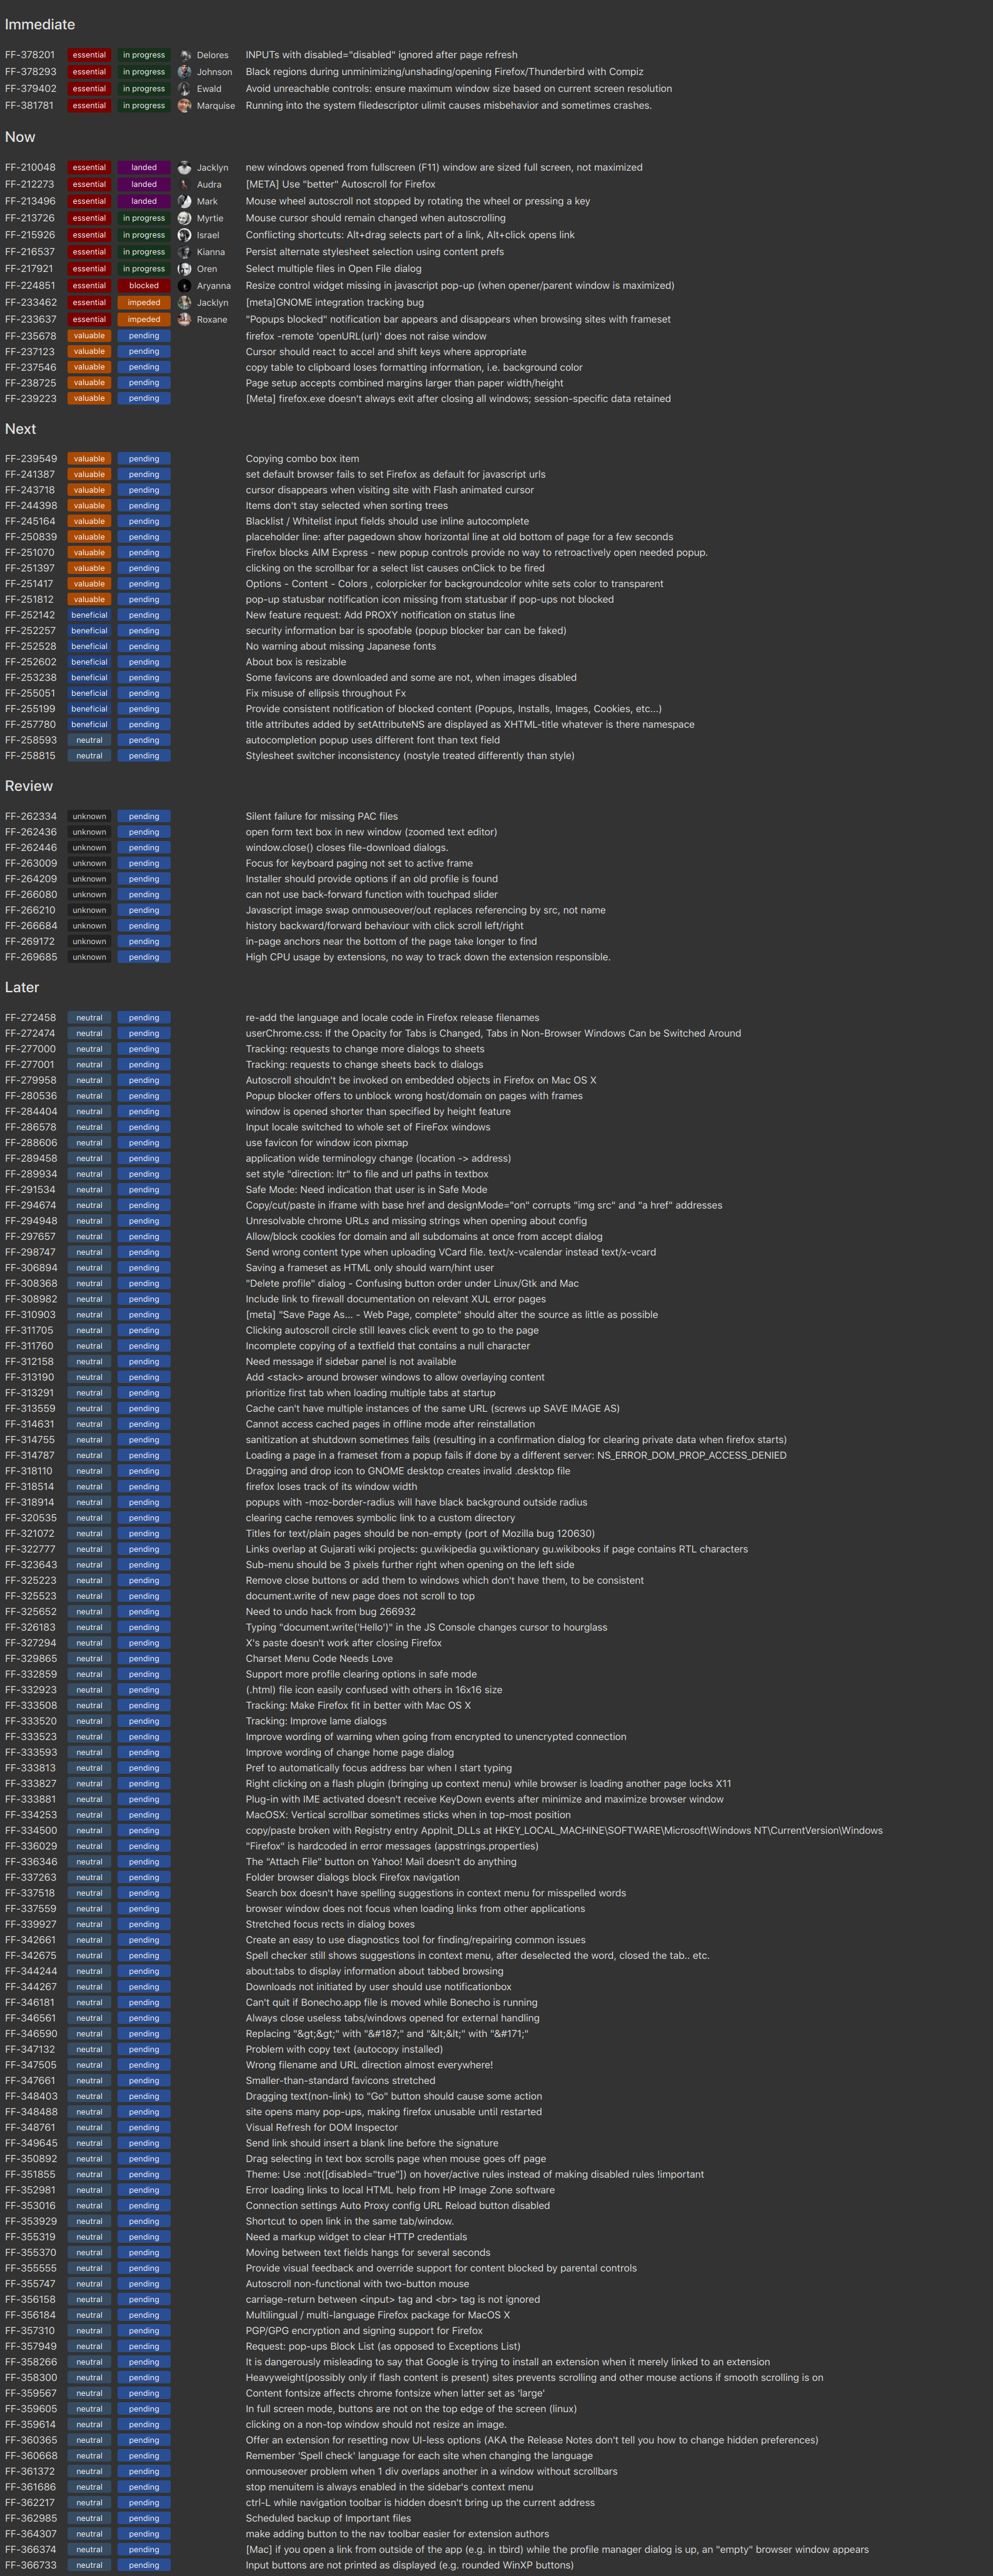 Immediate
FF-378201 essential in progress Delores INPUTs with disabled="disabled" ignored after page refresh
FF-378293 essential in progress Johnson Black regions during unminimizing/unshading/opening Firefox/Thunderbird with Compiz
FF-379402 essential in progress Ewald Avoid unreachable controls: ensure maximum window size based on current screen resolution
FF-381781 essential in progress Marquise Running into the system filedescriptor ulimit causes misbehavior and sometimes crashes.
Now
FF-210048 essential landed Jacklyn new windows opened from fullscreen (F11) window are sized full screen, not maximized
FF-212273 essential landed Audra [META] Use "better" Autoscroll for Firefox
FF-213496 essential landed Mark Mouse wheel autoscroll not stopped by rotating the wheel or pressing a key
FF-213726 essential in progress Myrtie Mouse cursor should remain changed when autoscrolling
FF-215926 essential in progress Israel Conflicting shortcuts: Alt+drag selects part of a link, Alt+click opens link
FF-216537 essential in progress Kianna Persist alternate stylesheet selection using content prefs
FF-217921 essential in progress Oren Select multiple files in Open File dialog
FF-224851 essential blocked Aryanna Resize control widget missing in javascript pop-up (when opener/parent window is maximized)
FF-233462 essential impeded Jacklyn [meta]GNOME integration tracking bug
FF-233637 essential impeded Roxane "Popups blocked" notification bar appears and disappears when browsing sites with frameset
FF-235678 valuable pending firefox -remote 'openURL(url)' does not raise window
FF-237123 valuable pending Cursor should react to accel and shift keys where appropriate
FF-237546 valuable pending copy table to clipboard loses formatting information, i.e. background color
FF-238725 valuable pending Page setup accepts combined margins larger than paper width/height
FF-239223 valuable pending [Meta] firefox.exe doesn't always exit after closing all windows; session-specific data retained
Next
FF-239549 valuable pending Copying combo box item
FF-241387 valuable pending set default browser fails to set Firefox as default for javascript urls
FF-243718 valuable pending cursor disappears when visiting site with Flash animated cursor
FF-244398 valuable pending Items don't stay selected when sorting trees
FF-245164 valuable pending Blacklist / Whitelist input fields should use inline autocomplete
FF-250839 valuable pending placeholder line: after pagedown show horizontal line at old bottom of page for a few seconds
FF-251070 valuable pending Firefox blocks AIM Express - new popup controls provide no way to retroactively open needed popup.
FF-251397 valuable pending clicking on the scrollbar for a select list causes onClick to be fired
FF-251417 valuable pending Options - Content - Colors , colorpicker for backgroundcolor white sets color to transparent
FF-251812 valuable pending pop-up statusbar notification icon missing from statusbar if pop-ups not blocked
FF-252142 beneficial pending New feature request: Add PROXY notification on status line
FF-252257 beneficial pending security information bar is spoofable (popup blocker bar can be faked)
FF-252528 beneficial pending No warning about missing Japanese fonts
FF-252602 beneficial pending About box is resizable
FF-253238 beneficial pending Some favicons are downloaded and some are not, when images disabled
FF-255051 beneficial pending Fix misuse of ellipsis throughout Fx
FF-255199 beneficial pending Provide consistent notification of blocked content (Popups, Installs, Images, Cookies, etc...)
FF-257780 beneficial pending title attributes added by setAttributeNS are displayed as XHTML-title whatever is there namespace
FF-258593 neutral pending autocompletion popup uses different font than text field
FF-258815 neutral pending Stylesheet switcher inconsistency (nostyle treated differently than style)
Review
FF-262334 unknown pending Silent failure for missing PAC files
FF-262436 unknown pending open form text box in new window (zoomed text editor)
FF-262446 unknown pending window.close() closes file-download dialogs.
FF-263009 unknown pending Focus for keyboard paging not set to active frame
FF-264209 unknown pending Installer should provide options if an old profile is found
FF-266080 unknown pending can not use back-forward function with touchpad slider
FF-266210 unknown pending Javascript image swap onmouseover/out replaces referencing by src, not name
FF-266684 unknown pending history backward/forward behaviour with click scroll left/right
FF-269172 unknown pending in-page anchors near the bottom of the page take longer to find
FF-269685 unknown pending High CPU usage by extensions, no way to track down the extension responsible.
Later
FF-272458 neutral pending re-add the language and locale code in Firefox release filenames
FF-272474 neutral pending userChrome.css: If the Opacity for Tabs is Changed, Tabs in Non-Browser Windows Can be Switched Around
FF-277000 neutral pending Tracking: requests to change more dialogs to sheets
FF-277001 neutral pending Tracking: requests to change sheets back to dialogs
FF-279958 neutral pending Autoscroll shouldn't be invoked on embedded objects in Firefox on Mac OS X
FF-280536 neutral pending Popup blocker offers to unblock wrong host/domain on pages with frames
FF-284404 neutral pending window is opened shorter than specified by height feature
FF-286578 neutral pending Input locale switched to whole set of FireFox windows
FF-288606 neutral pending use favicon for window icon pixmap
FF-289458 neutral pending application wide terminology change (location -> address)
FF-289934 neutral pending set style "direction: ltr" to file and url paths in textbox
FF-291534 neutral pending Safe Mode: Need indication that user is in Safe Mode
FF-294674 neutral pending Copy/cut/paste in iframe with base href and designMode="on" corrupts "img src" and "a href" addresses
FF-294948 neutral pending Unresolvable chrome URLs and missing strings when opening about config
FF-297657 neutral pending Allow/block cookies for domain and all subdomains at once from accept dialog
FF-298747 neutral pending Send wrong content type when uploading VCard file. text/x-vcalendar instead text/x-vcard
FF-306894 neutral pending Saving a frameset as HTML only should warn/hint user
FF-308368 neutral pending "Delete profile" dialog - Confusing button order under Linux/Gtk and Mac
FF-308982 neutral pending Include link to firewall documentation on relevant XUL error pages
FF-310903 neutral pending [meta] "Save Page As... - Web Page, complete" should alter the source as little as possible
FF-311705 neutral pending Clicking autoscroll circle still leaves click event to go to the page
FF-311760 neutral pending Incomplete copying of a textfield that contains a null character
FF-312158 neutral pending Need message if sidebar panel is not available
FF-313190 neutral pending Add <stack> around browser windows to allow overlaying content
FF-313291 neutral pending prioritize first tab when loading multiple tabs at startup
FF-313559 neutral pending Cache can't have multiple instances of the same URL (screws up SAVE IMAGE AS)
FF-314631 neutral pending Cannot access cached pages in offline mode after reinstallation
FF-314755 neutral pending sanitization at shutdown sometimes fails (resulting in a confirmation dialog for clearing private data when firefox starts)
FF-314787 neutral pending Loading a page in a frameset from a popup fails if done by a different server: NS_ERROR_DOM_PROP_ACCESS_DENIED
FF-318110 neutral pending Dragging and drop icon to GNOME desktop creates invalid .desktop file
FF-318514 neutral pending firefox loses track of its window width
FF-318914 neutral pending popups with -moz-border-radius will have black background outside radius
FF-320535 neutral pending clearing cache removes symbolic link to a custom directory
FF-321072 neutral pending Titles for text/plain pages should be non-empty (port of Mozilla bug 120630)
FF-322777 neutral pending Links overlap at Gujarati wiki projects: gu.wikipedia gu.wiktionary gu.wikibooks if page contains RTL characters
FF-323643 neutral pending Sub-menu should be 3 pixels further right when opening on the left side
FF-325223 neutral pending Remove close buttons or add them to windows which don't have them, to be consistent
FF-325523 neutral pending document.write of new page does not scroll to top
FF-325652 neutral pending Need to undo hack from bug 266932
FF-326183 neutral pending Typing "document.write('Hello')" in the JS Console changes cursor to hourglass
FF-327294 neutral pending X's paste doesn't work after closing Firefox
FF-329865 neutral pending Charset Menu Code Needs Love
FF-332859 neutral pending Support more profile clearing options in safe mode
FF-332923 neutral pending (.html) file icon easily confused with others in 16x16 size
FF-333508 neutral pending Tracking: Make Firefox fit in better with Mac OS X
FF-333520 neutral pending Tracking: Improve lame dialogs
FF-333523 neutral pending Improve wording of warning when going from encrypted to unencrypted connection
FF-333593 neutral pending Improve wording of change home page dialog
FF-333813 neutral pending Pref to automatically focus address bar when I start typing
FF-333827 neutral pending Right clicking on a flash plugin (bringing up context menu) while browser is loading another page locks X11
FF-333881 neutral pending Plug-in with IME activated doesn't receive KeyDown events after minimize and maximize browser window
FF-334253 neutral pending MacOSX: Vertical scrollbar sometimes sticks when in top-most position
FF-334500 neutral pending copy/paste broken with Registry entry AppInit_DLLs at HKEY_LOCAL_MACHINE\SOFTWARE\Microsoft\Windows NT\CurrentVersion\Windows
FF-336029 neutral pending "Firefox" is hardcoded in error messages (appstrings.properties)
FF-336346 neutral pending The "Attach File" button on Yahoo! Mail doesn't do anything
FF-337263 neutral pending Folder browser dialogs block Firefox navigation
FF-337518 neutral pending Search box doesn't have spelling suggestions in context menu for misspelled words
FF-337559 neutral pending browser window does not focus when loading links from other applications
FF-339927 neutral pending Stretched focus rects in dialog boxes
FF-342661 neutral pending Create an easy to use diagnostics tool for finding/repairing common issues
FF-342675 neutral pending Spell checker still shows suggestions in context menu, after deselected the word, closed the tab.. etc.
FF-344244 neutral pending about:tabs to display information about tabbed browsing
FF-344267 neutral pending Downloads not initiated by user should use notificationbox
FF-346181 neutral pending Can't quit if Bonecho.app file is moved while Bonecho is running
FF-346561 neutral pending Always close useless tabs/windows opened for external handling
FF-346590 neutral pending Replacing "&gt;&gt;" with "&#187;" and "&lt;&lt;" with "&#171;"
FF-347132 neutral pending Problem with copy text (autocopy installed)
FF-347505 neutral pending Wrong filename and URL direction almost everywhere!
FF-347661 neutral pending Smaller-than-standard favicons stretched
FF-348403 neutral pending Dragging text(non-link) to "Go" button should cause some action
FF-348488 neutral pending site opens many pop-ups, making firefox unusable until restarted
FF-348761 neutral pending Visual Refresh for DOM Inspector
FF-349645 neutral pending Send link should insert a blank line before the signature
FF-350892 neutral pending Drag selecting in text box scrolls page when mouse goes off page
FF-351855 neutral pending Theme: Use :not([disabled="true"]) on hover/active rules instead of making disabled rules !important
FF-352981 neutral pending Error loading links to local HTML help from HP Image Zone software
FF-353016 neutral pending Connection settings Auto Proxy config URL Reload button disabled
FF-353929 neutral pending Shortcut to open link in the same tab/window.
FF-355319 neutral pending Need a markup widget to clear HTTP credentials
FF-355370 neutral pending Moving between text fields hangs for several seconds
FF-355555 neutral pending Provide visual feedback and override support for content blocked by parental controls
FF-355747 neutral pending Autoscroll non-functional with two-button mouse
FF-356158 neutral pending carriage-return between <input> tag and <br> tag is not ignored
FF-356184 neutral pending Multilingual / multi-language Firefox package for MacOS X
FF-357310 neutral pending PGP/GPG encryption and signing support for Firefox
FF-357949 neutral pending Request: pop-ups Block List (as opposed to Exceptions List)
FF-358266 neutral pending It is dangerously misleading to say that Google is trying to install an extension when it merely linked to an extension
FF-358300 neutral pending Heavyweight(possibly only if flash content is present) sites prevents scrolling and other mouse actions if smooth scrolling is on
FF-359567 neutral pending Content fontsize affects chrome fontsize when latter set as 'large'
FF-359605 neutral pending In full screen mode, buttons are not on the top edge of the screen (linux)
FF-359614 neutral pending clicking on a non-top window should not resize an image.
FF-360365 neutral pending Offer an extension for resetting now UI-less options (AKA the Release Notes don't tell you how to change hidden preferences)
FF-360668 neutral pending Remember 'Spell check' language for each site when changing the language
FF-361372 neutral pending onmouseover problem when 1 div overlaps another in a window without scrollbars
FF-361686 neutral pending stop menuitem is always enabled in the sidebar's context menu
FF-362217 neutral pending ctrl-L while navigation toolbar is hidden doesn't bring up the current address
FF-362985 neutral pending Scheduled backup of Important files
FF-364307 neutral pending make adding button to the nav toolbar easier for extension authors
FF-366374 neutral pending [Mac] if you open a link from outside of the app (e.g. in tbird) while the profile manager dialog is up, an "empty" browser window appears
FF-366733 neutral pending Input buttons are not printed as displayed (e.g. rounded WinXP buttons)